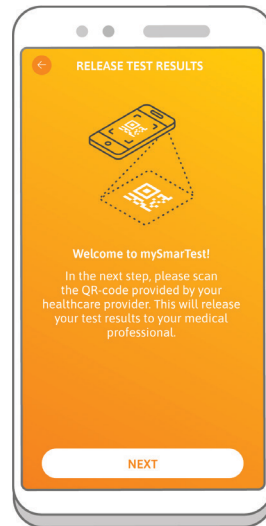 RELEASE TEST RESULTS
Welcome to mySmarTest!
In the next step, please scan
the QR-code provided by your
healthcare provider. This will release
your test results to your medical
professional.
NEXT